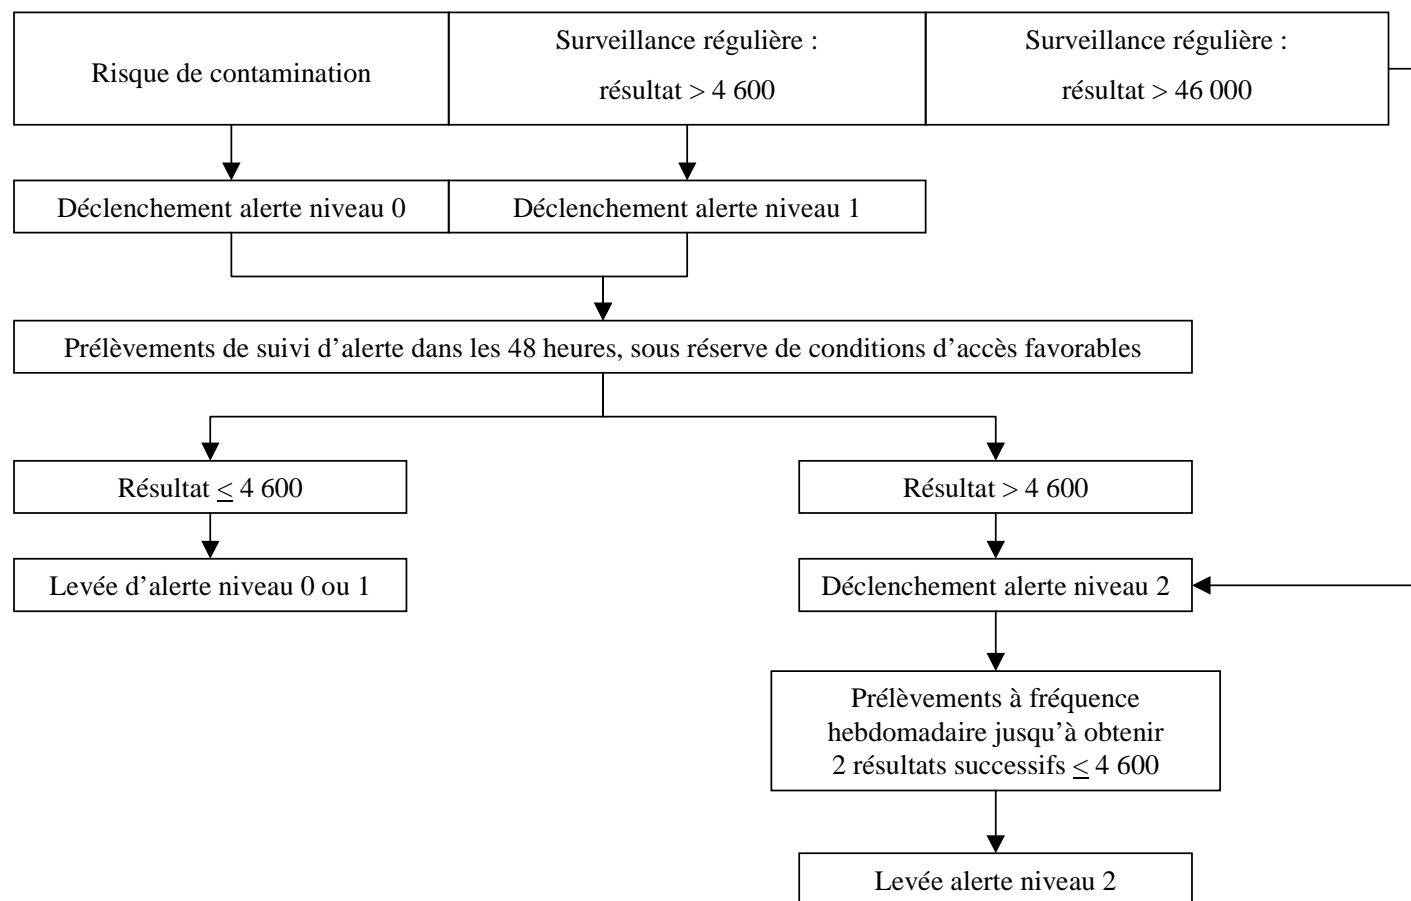 Risque de contamination
Surveillance régulière :
résultat > 4 600
Surveillance régulière :
résultat > 46 000
Déclenchement alerte niveau 0
Déclenchement alerte niveau 1
Prélèvements de suivi d’alerte dans les 48 heures, sous réserve de conditions d’accès favorables
Résultat ≤ 4 600
Résultat > 4 600
Levée d’alerte niveau 0 ou 1
Déclenchement alerte niveau 2
Prélèvements à fréquence
hebdomadaire jusqu’à obtenir
2 résultats successifs ≤ 4 600
Levée alerte niveau 2